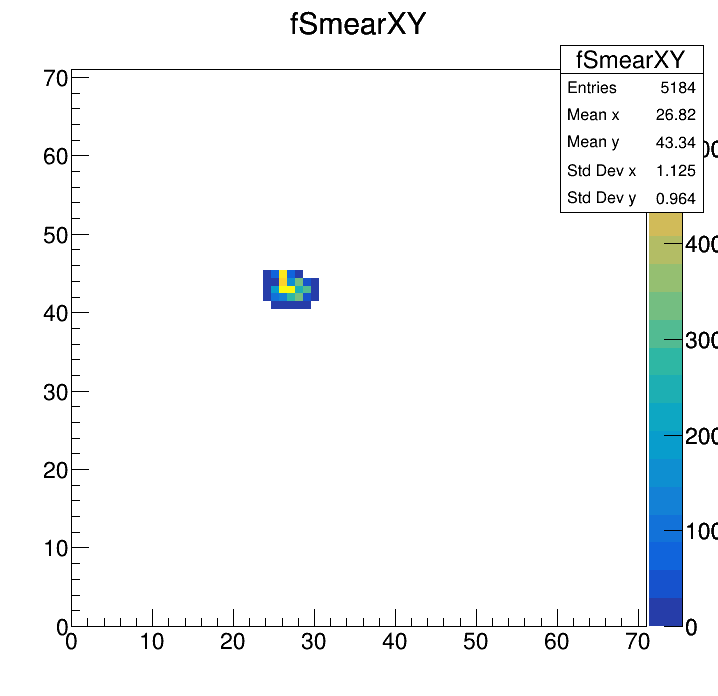 fSmearXY
fSmearXY
Entries 5184
Mean x 26.82
Mean y 43.34
Std Dev x 1.125
Std Dev y 0.964
70
60
50
40
30
20
10
0
0 10 20 30 40 50 60 70
400
300
200
100
0